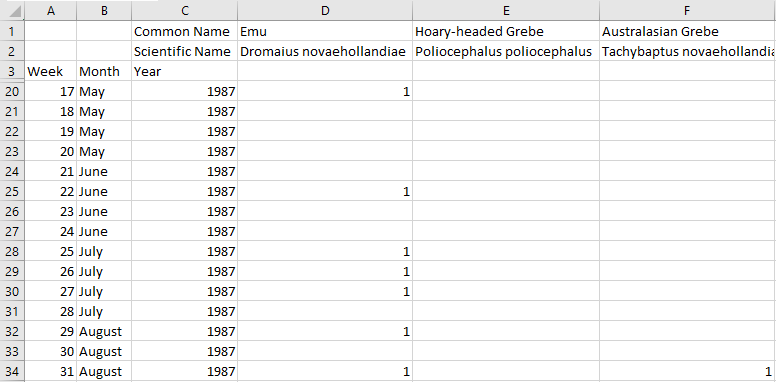 A B C D E F
1 Common Name Emu Hoary-headed Grebe Australasian Grebe
2 Scientific Name Dromaius novaehollandiae Poliocephalus poliocephalus Tachybaptus novaehollandia
3 Week Month Year
20 17 May 1987 1
21 18 May 1987
22 19 May 1987
23 20 May 1987
24 21 June 1987
25 22 June 1987 1
26 23 June 1987
27 24 June 1987
28 25 July 1987 1
29 26 July 1987 1
30 27 July 1987 1
31 28 July 1987
32 29 August 1987 1
33 30 August 1987
34 31 August 1987 1 1